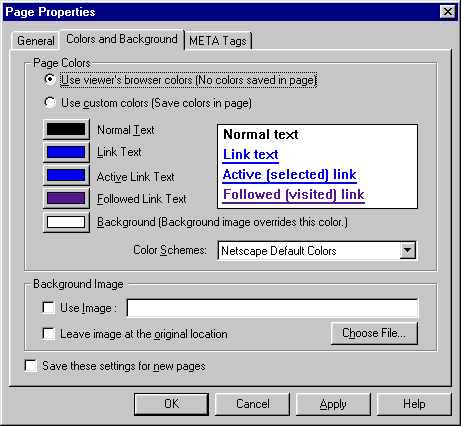 Page Properties
General Colors and Background META Tags
Page Colors
Use viewer's browser colors (No colors saved in page)
Use custom colors (Save colors in page)
Normal Text
Link Text
Active Link Text
Followed Link Text
Background (Background image overrides this color.)
Normal text
Link text
Active (selected) link
Followed (visited) link
Color Schemes: Netscape Default Colors
Background Image
Use Image :
Leave image at the original location
Choose File...
Save these settings for new pages
OK Cancel Apply Help